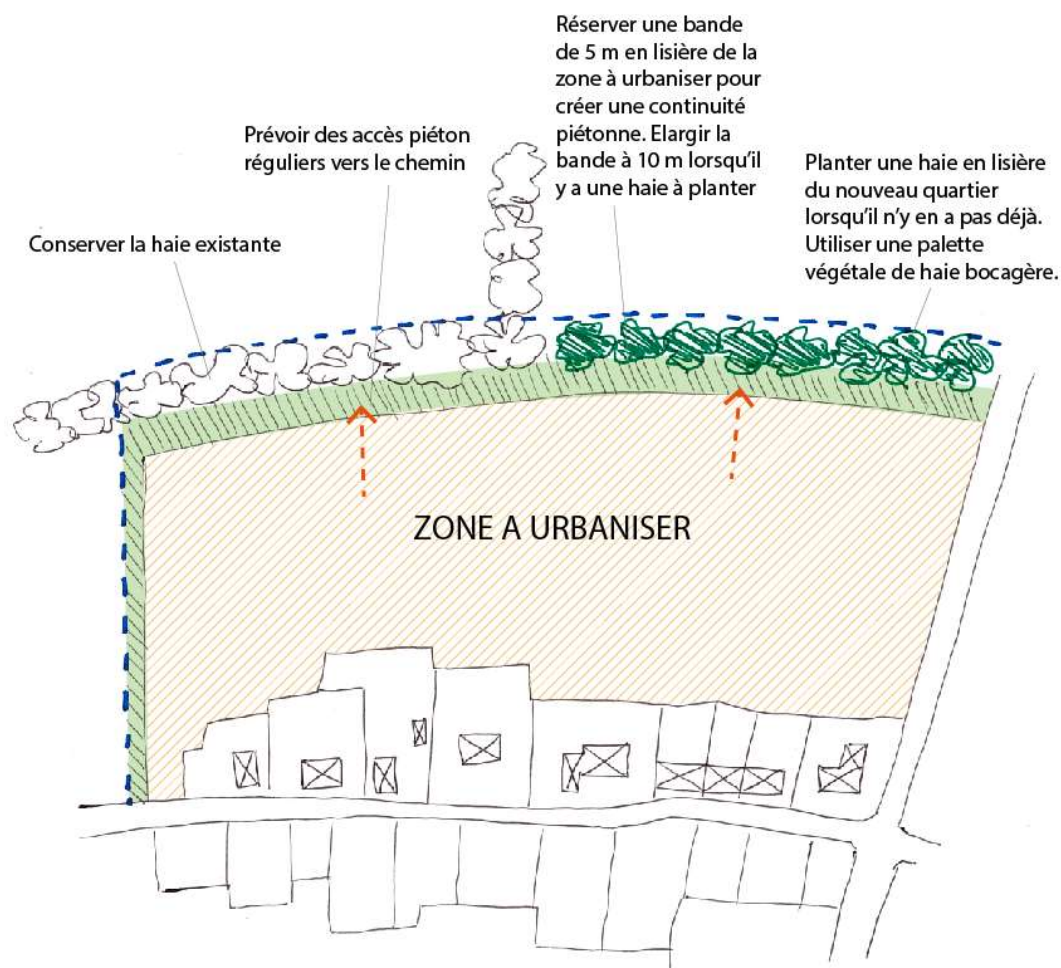 Réserver une bande
de 5 m en lisière de la
zone à urbaniser pour
créer une continuité
piétonne. Elargir la
bande à 10 m lorsqu'il
y a une haie à planter
Prévoir des accès piéton
réguliers vers le chemin
Planter une haie en lisière
du nouveau quartier
lorsqu'il n'y en a pas déjà.
Utiliser une palette
végétale de haie bocagère.
Conserver la haie existante
ZONE A URBANISER